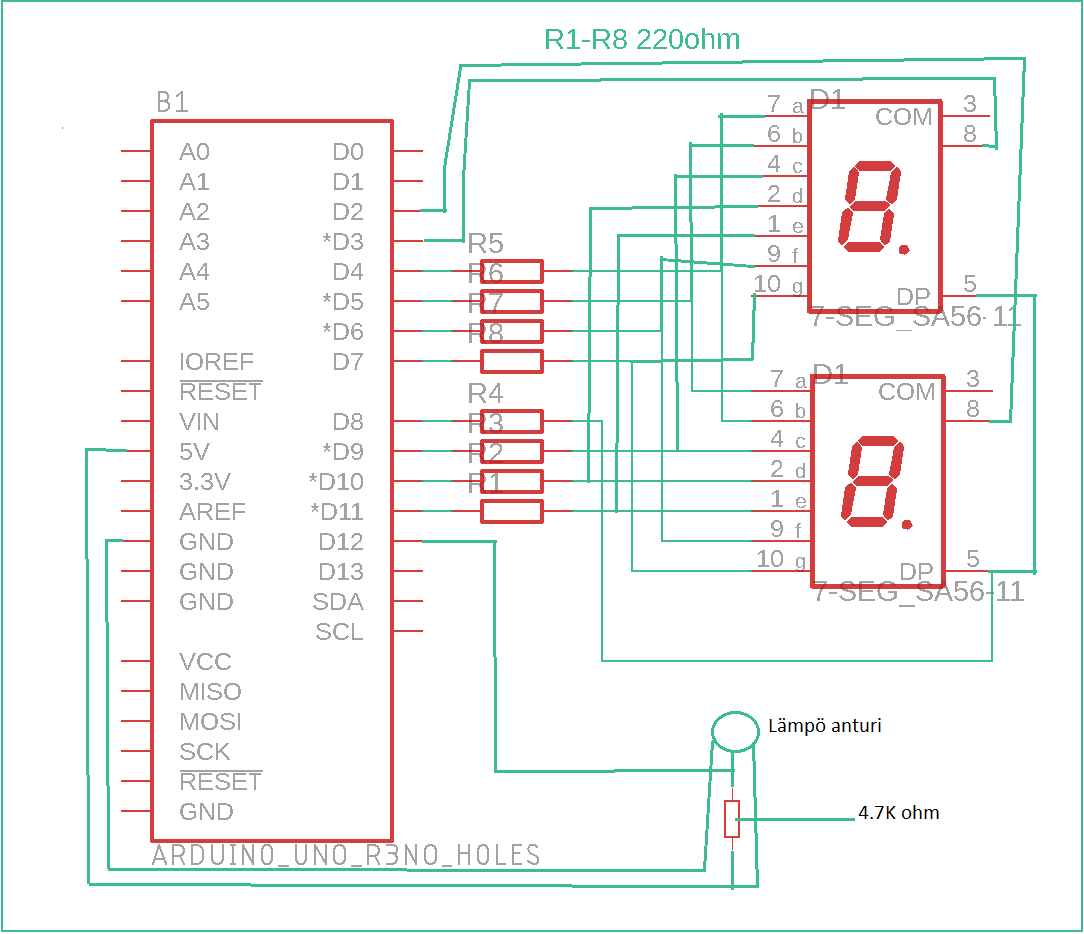 R1-R8 220ohm
B1
A0 D0
A1 D1
A2 D2
A3 *D3
A4 D4
A5 *D5
*D6
IOREF D7
RESET
VIN D8
5V *D9
3.3V *D10
AREF *D11
GND D12
GND D13
GND SDA
SCL
VCC
MISO
MOSI
SCK
RESET
GND
ARDUINO_UNO_R3NO_HOLES
R5
R6
R7
R8
R4
R3
R2
R1
D1
7 a COM 3
6 b 8
4 c
2 d
1 e
9 f
10 g DP 5
7-SEG_SA56-11
D1
7 a COM 3
6 b 8
4 c
2 d
1 e
9 f
10 g DP 5
7-SEG_SA56-11
Lämpö anturi
4.7K ohm